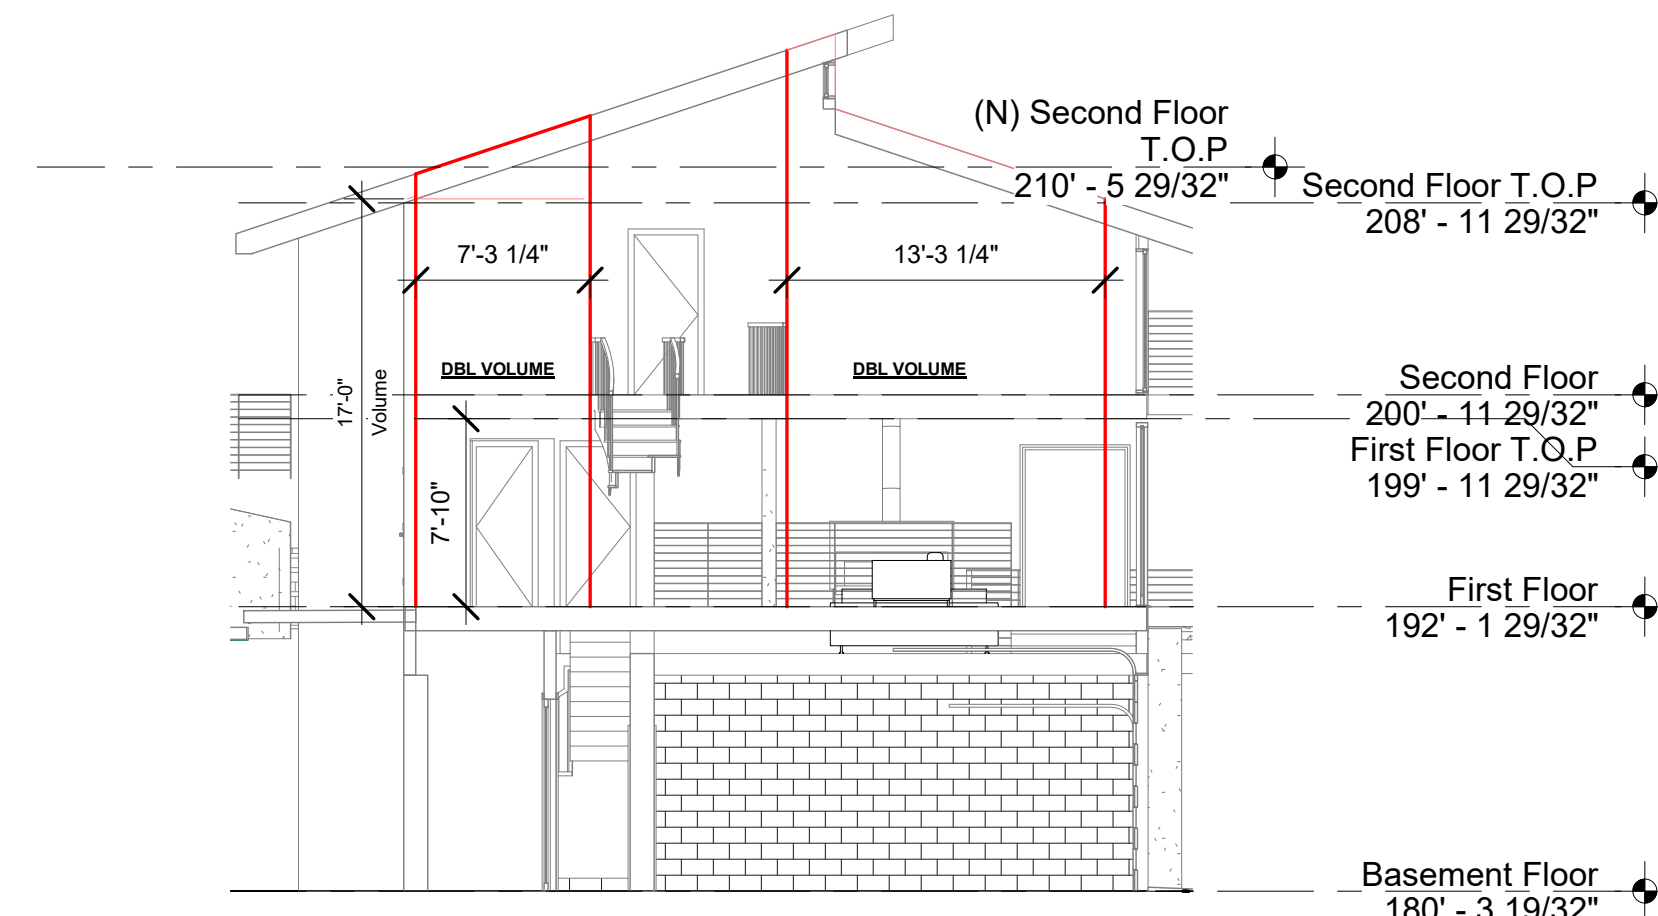 (N) Second Floor
T.O.P
210' - 5 29/32"
Second Floor T.O.P
208' - 11 29/32"
7'-3 1/4"
13'-3 1/4"
DBL VOLUME
DBL VOLUME
17'-0"
Volume
Second Floor
200' - 11 29/32"
First Floor T.O.P
199' - 11 29/32"
7'-10"
First Floor
192' - 1 29/32"
Basement Floor
180' - 3 19/32"